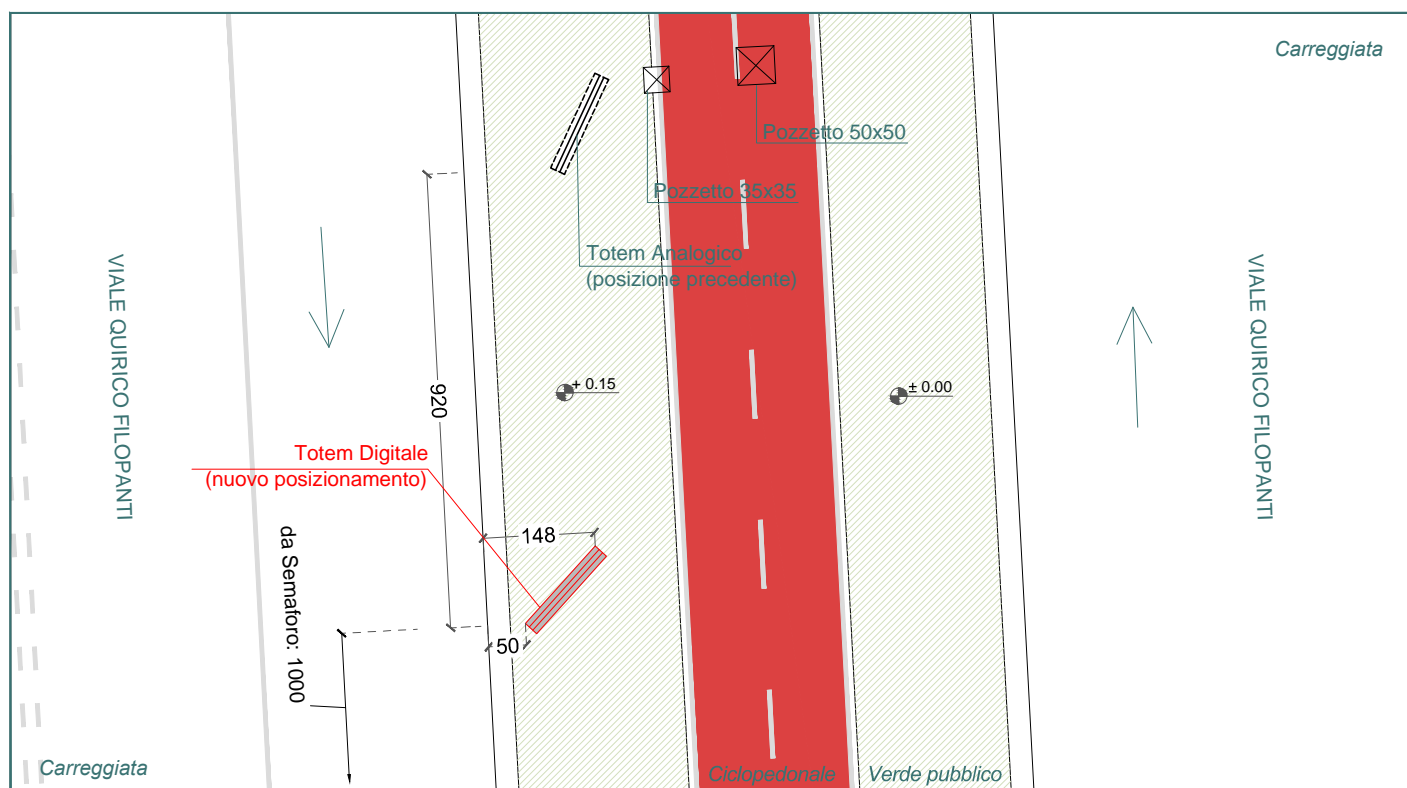 Carreggiata
Pozzetto 50x50
Pozzetto 35x35
Totem Analogico
(posizione precedente)
VIALE QUIRICO FILOPANTI
VIALE QUIRICO FILOPANTI
920
+ 0.15
± 0.00
Totem Digitale
(nuovo posizionamento)
148
da Semaforo: 1000
50
Carreggiata
Ciclopedonale
Verde pubblico